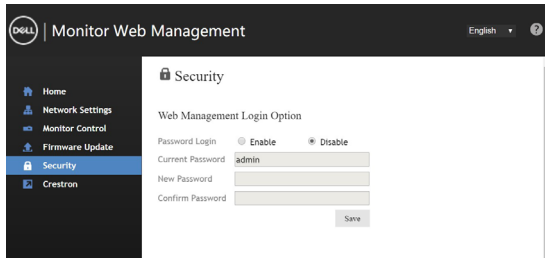 DELL | Monitor Web Management
English
?
Home
Network Settings
Monitor Control
Firmware Update
Security
Crestron
Security
Web Management Login Option
Password Login Enable Disable
Current Password admin
New Password
Confirm Password
Save